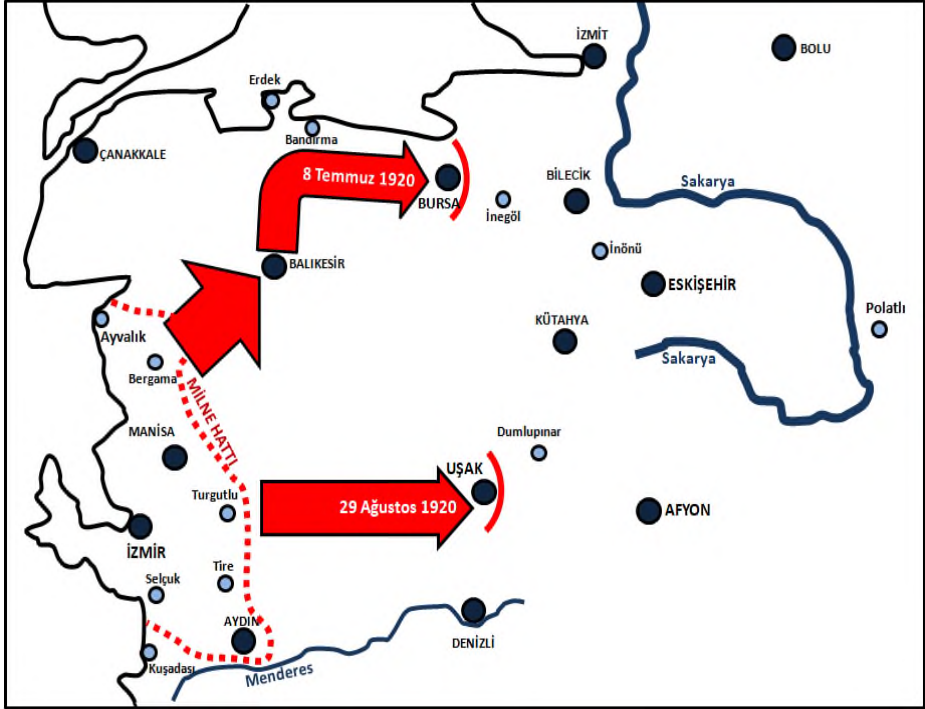 İZMİT
BOLU
Erdek
Bandırma
ÇANAKKALE
8 Temmuz 1920
BURSA
İnegöl
BİLECİK
Sakarya
İnönü
BALIKESİR
ESKİŞEHİR
Polatlı
Ayvalık
KÜTAHYA
Sakarya
Bergama
MİLNE HATTI
MANİSA
Dumlupınar
UŞAK
Turgutlu
29 Ağustos 1920
AFYON
İZMİR
Tire
Selçuk
AYDIN
DENİZLİ
Kuşadası
Menderes